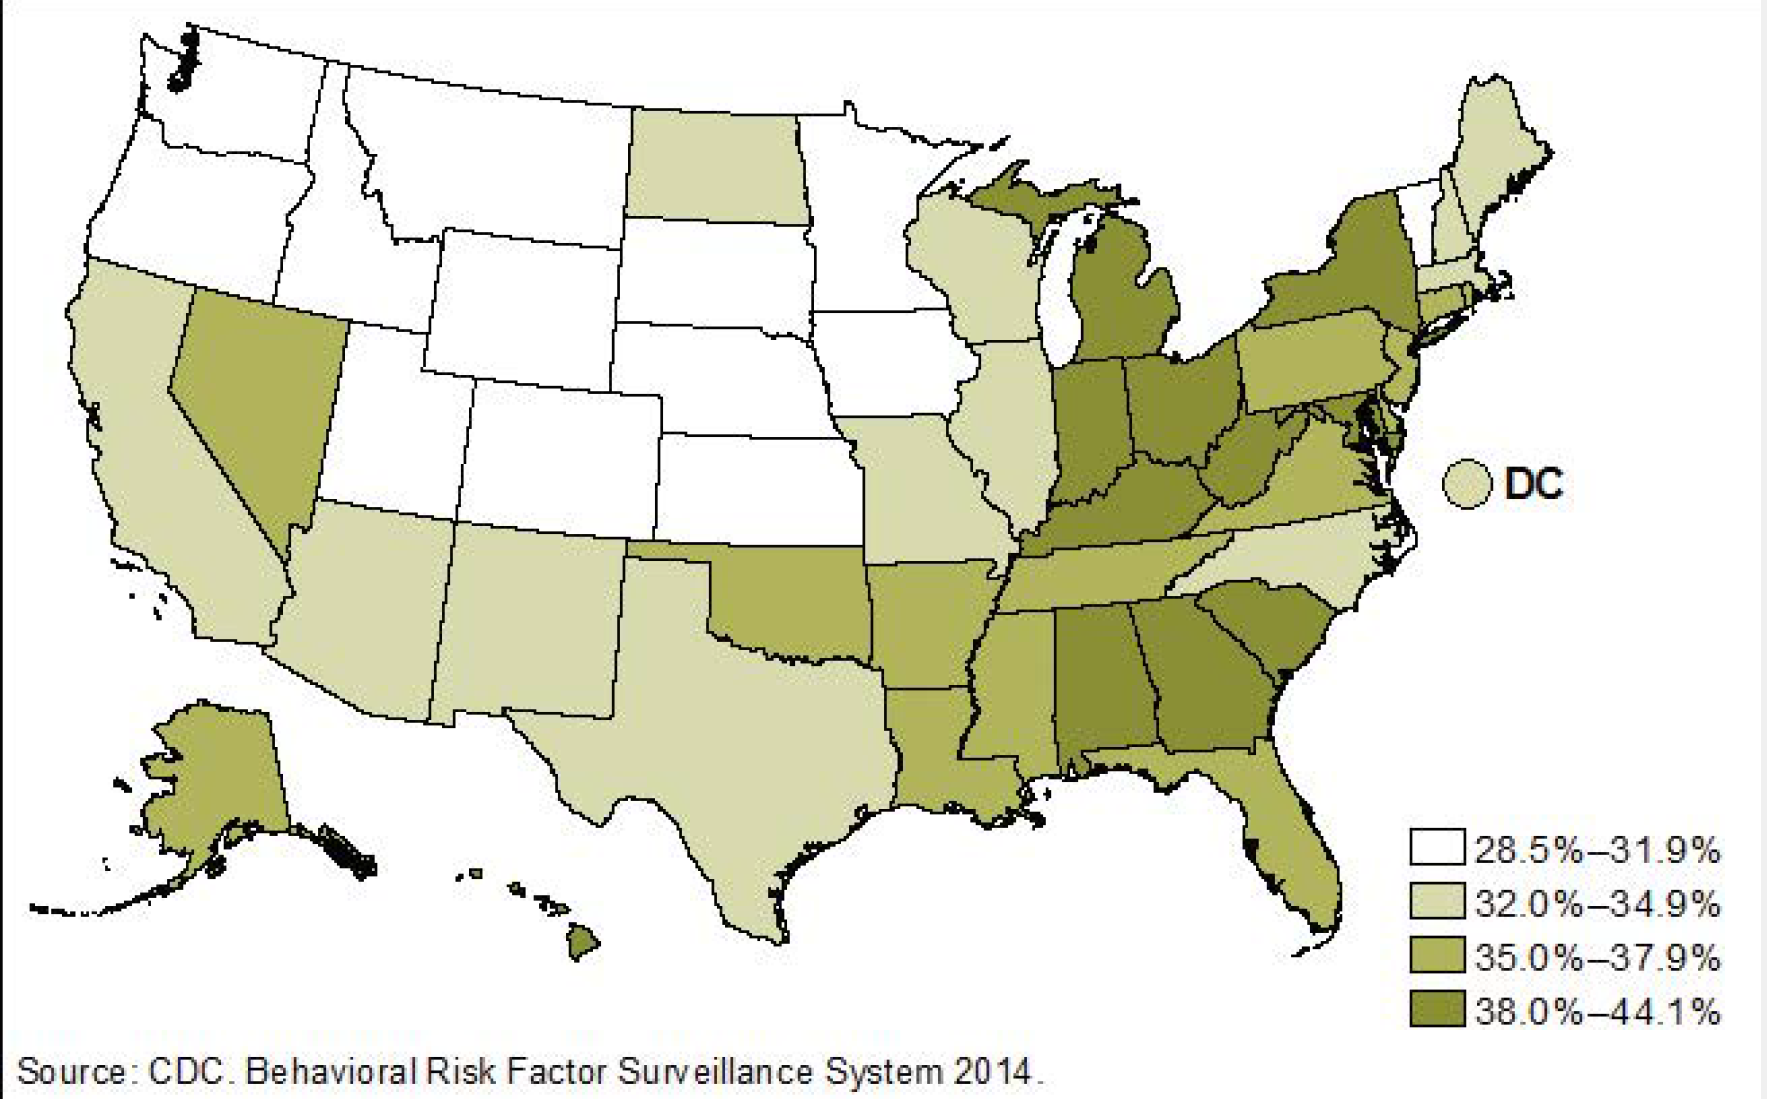 DC
28.5%–31.9%
32.0%–34.9%
35.0%–37.9%
38.0%–44.1%
Source: CDC. Behavioral Risk Factor Surveillance System 2014.